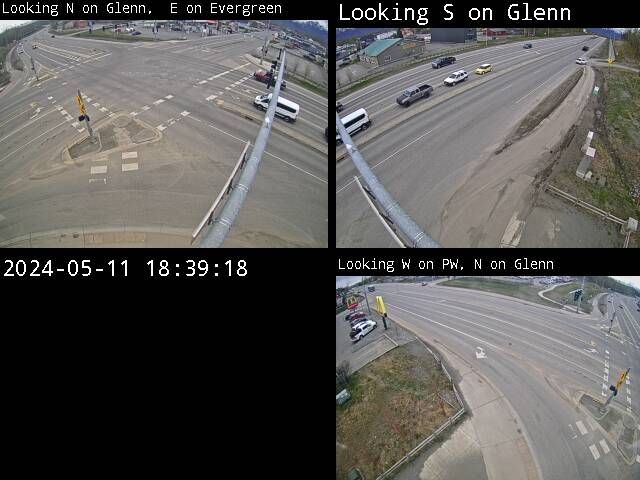 Looking N on Glenn,  E on Evergreen
Looking S on Glenn
2024-05-11 18:39:18
Looking W on PW, N on Glenn